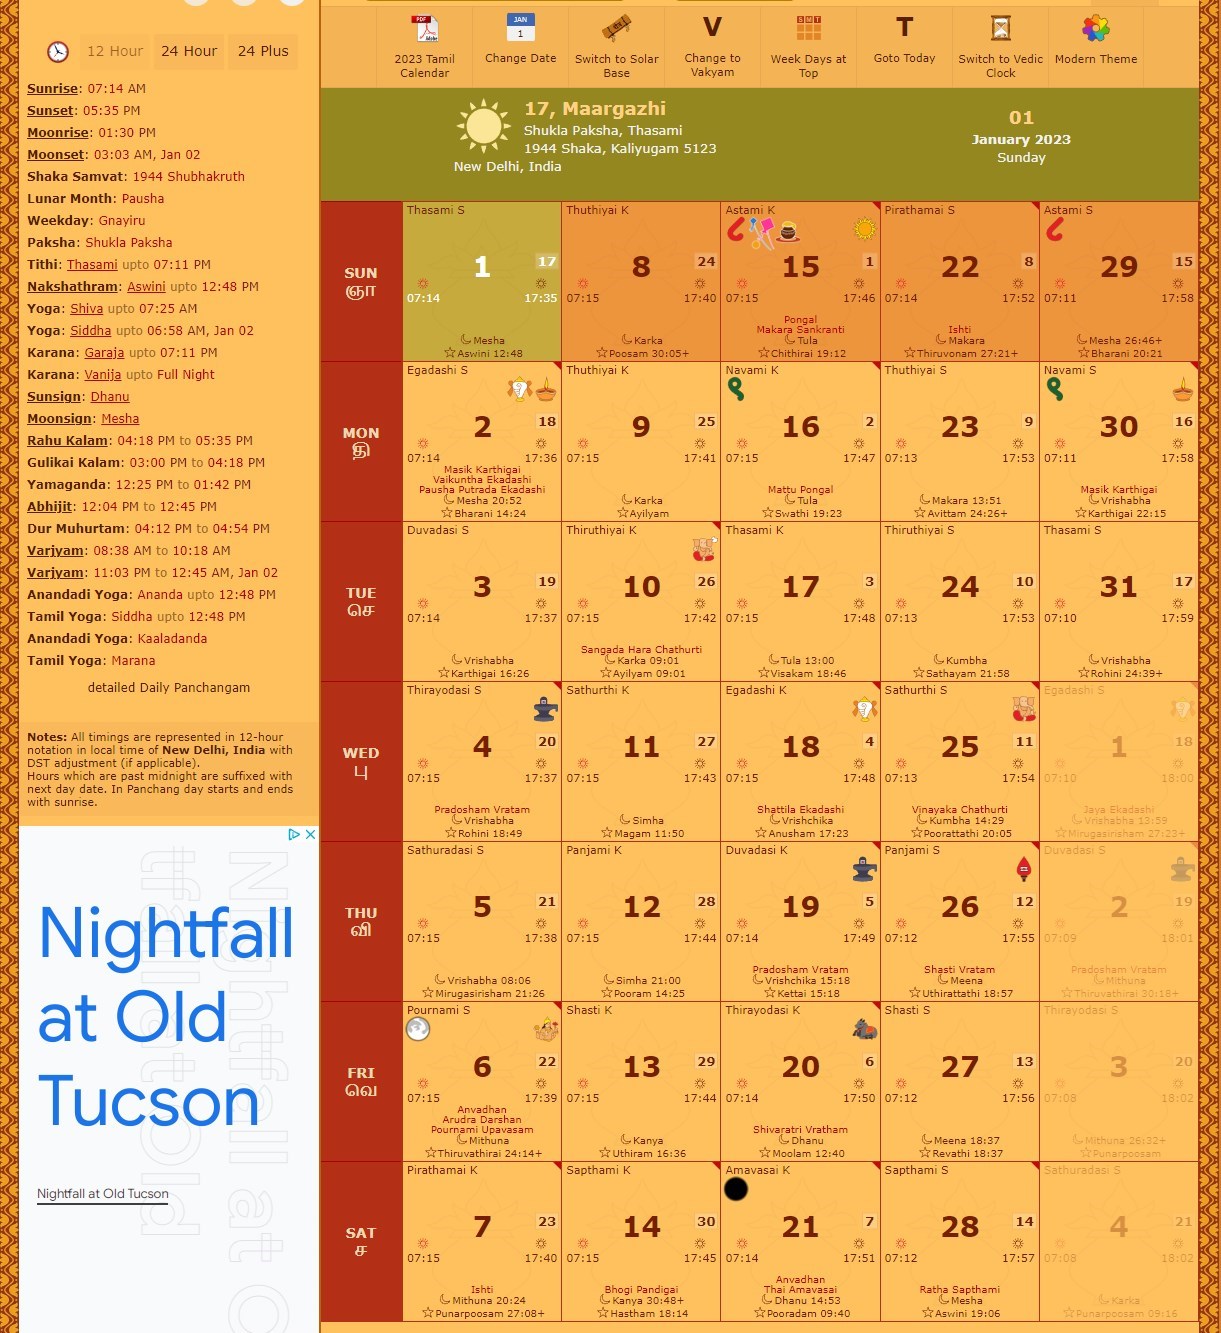 12 Hour
24 Hour
24 Plus
Sunrise: 07:14 AM
Sunset: 05:35 PM
Moonrise: 01:30 PM
Moonset: 03:03 AM, Jan 02
Shaka Samvat: 1944 Shubhakruth
Lunar Month: Pausha
Weekday: Gnayiru
Paksha: Shukla Paksha
Tithi: Thasami upto 07:11 PM
Nakshathram: Aswini upto 12:48 PM
Yoga: Shiva upto 07:25 AM
Yoga: Siddha upto 06:58 AM, Jan 02
Karana: Garaja upto 07:11 PM
Karana: Vanija upto Full Night
Sunsign: Dhanu
Moonsign: Mesha
Rahu Kalam: 04:18 PM to 05:35 PM
Gulikai Kalam: 03:00 PM to 04:18 PM
Yamaganda: 12:25 PM to 01:42 PM
Abhijit: 12:04 PM to 12:45 PM
Dur Muhurtam: 04:12 PM to 04:54 PM
Varjyam: 08:38 AM to 10:18 AM
Varjyam: 11:03 PM to 12:45 AM, Jan 02
Anandadi Yoga: Ananda upto 12:48 PM
Tamil Yoga: Siddha upto 12:48 PM
Anandadi Yoga: Kaaladanda
Tamil Yoga: Marana
detailed Daily Panchangam
Notes: All timings are represented in 12-hour
notation in local time of New Delhi, India with
DST adjustment (if applicable).
Hours which are past midnight are suffixed with
next day date. In Panchang day starts and ends
with sunrise.
Nightfall
at Old
Tucson
Nightfall at Old Tucson
PDF
2023 Tamil
Calendar
JAN
1
Change Date
Switch to Solar
Base
V
Change to
Vakyam
S M T
Week Days at
Top
T
Goto Today
Switch to Vedic
Clock
Modern Theme
17, Maargazhi
Shukla Paksha, Thasami
1944 Shaka, Kaliyugam 5123
New Delhi, India
01
January 2023
Sunday
SUN
ஞா
Thasami S
1
17
07:14
17:35
Mesha
Aswini 12:48
Thuthiyai K
8
24
07:15
17:40
Karka
Poosam 30:05+
Astami K
15
1
07:15
17:46
Pongal
Makara Sankranti
Tula
Chithirai 19:12
Pirathamai S
22
8
07:14
17:52
Ishti
Makara
Thiruvonam 27:21+
Astami S
29
15
07:11
17:58
Mesha 26:46+
Bharani 20:21
MON
தி
Egadashi S
2
18
07:14
17:36
Masik Karthigai
Vaikuntha Ekadashi
Pausha Putrada Ekadashi
Mesha 20:52
Bharani 14:24
Thuthiyai K
9
25
07:15
17:41
Karka
Ayilyam
Navami K
16
2
07:15
17:47
Mattu Pongal
Tula
Swathi 19:23
Thuthiyai S
23
9
07:13
17:53
Makara 13:51
Avittam 24:26+
Navami S
30
16
07:11
17:58
Masik Karthigai
Vrishabha
Karthigai 22:15
TUE
செ
Duvadasi S
3
19
07:14
17:37
Vrishabha
Karthigai 16:26
Thiruthiyai K
10
26
07:15
17:42
Sangada Hara Chathurti
Karka 09:01
Ayilyam 09:01
Thasami K
17
3
07:15
17:48
Tula 13:00
Visakam 18:46
Thiruthiyai S
24
10
07:13
17:53
Kumbha
Sathayam 21:58
Thasami S
31
17
07:10
17:59
Vrishabha
Rohini 24:39+
WED
பு
Thirayodasi S
4
20
07:15
17:37
Pradosham Vratam
Vrishabha
Rohini 18:49
Sathurthi K
11
27
07:15
17:43
Simha
Magam 11:50
Egadashi K
18
4
07:15
17:48
Shattila Ekadashi
Vrishchika
Anusham 17:23
Sathurthi S
25
11
07:13
17:54
Vinayaka Chathurti
Kumbha 14:29
Poorattathi 20:05
Egadashi S
1
18
07:10
18:00
Jaya Ekadashi
Vrishabha 13:59
Mirugasirisham 27:23+
THU
வி
Sathuradasi S
5
21
07:15
17:38
Vrishabha 08:06
Mirugasirisham 21:26
Panjami K
12
28
07:15
17:44
Simha 21:00
Pooram 14:25
Duvadasi K
19
5
07:14
17:49
Pradosham Vratam
Vrishchika 15:18
Kettai 15:18
Panjami S
26
12
07:12
17:55
Shasti Vratam
Meena
Uthirattathi 18:57
Duvadasi S
2
19
07:09
18:01
Pradosham Vratam
Mithuna
Thiruvathirai 30:18+
FRI
வெ
Pournami S
6
22
07:15
17:39
Anvadhan
Arudra Darshan
Pournami Upavasam
Mithuna
Thiruvathirai 24:14+
Shasti K
13
29
07:15
17:44
Kanya
Uthiram 16:36
Thirayodasi K
20
6
07:14
17:50
Shivaratri Vratham
Dhanu
Moolam 12:40
Shasti S
27
13
07:12
17:56
Meena 18:37
Revathi 18:37
Thirayodasi S
3
20
07:08
18:02
Mithuna 26:32+
Punarpoosam
SAT
ச
Pirathamai K
7
23
07:15
17:40
Ishti
Mithuna 20:24
Punarpoosam 27:08+
Sapthami K
14
30
07:15
17:45
Bhogi Pandigai
Kanya 30:48+
Hastham 18:14
Amavasai K
21
7
07:14
17:51
Anvadhan
Thai Amavasai
Dhanu 14:53
Pooradam 09:40
Sapthami S
28
14
07:12
17:57
Ratha Sapthami
Mesha
Aswini 19:06
Sathuradasi S
4
21
07:08
18:02
Karka
Punarpoosam 09:16